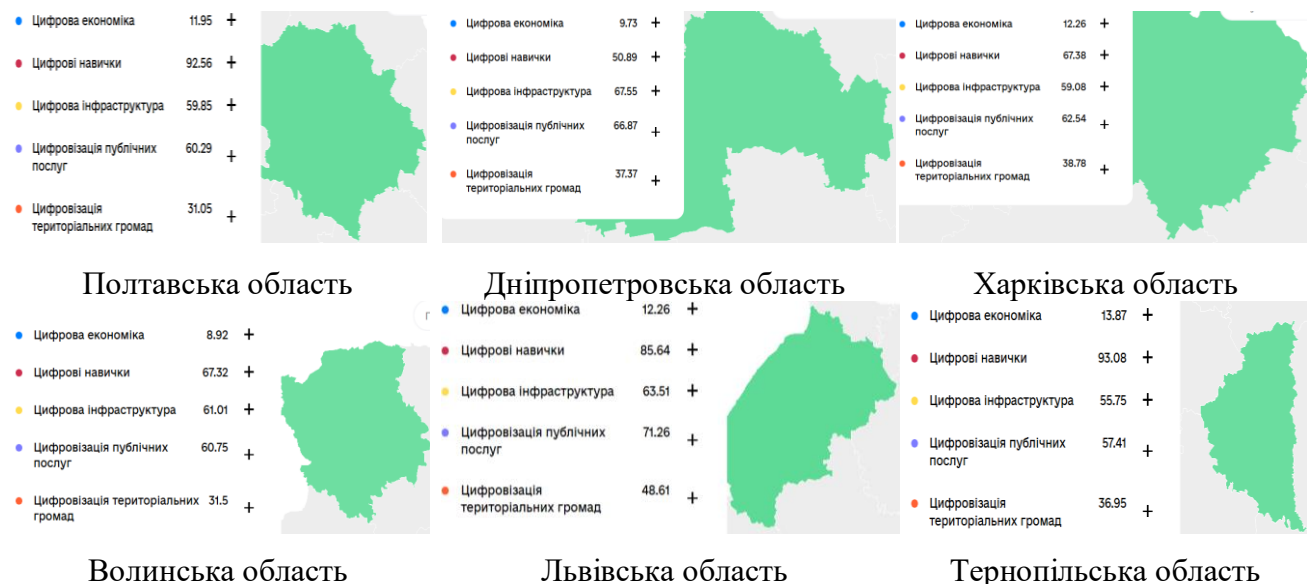 Цифрова економіка 11.95 +
Цифрові навички 92.56 +
Цифрова інфраструктура 59.85 +
Цифровізація публічних 60.29 +
послуг
Цифровізація 31.05 +
територіальних громад
Полтавська область
Цифрова економіка 9.73 +
Цифрові навички 50.89 +
Цифрова інфраструктура 67.55 +
Цифровізація публічних 66.87 +
послуг
Цифровізація 37.37 +
територіальних громад
Дніпропетровська область
Цифрова економіка 12.26 +
Цифрові навички 67.38 +
Цифрова інфраструктура 59.08 +
Цифровізація публічних 62.54 +
послуг
Цифровізація 38.78 +
територіальних громад
Харківська область
Цифрова економіка 8.92 +
Цифрові навички 67.32 +
Цифрова інфраструктура 61.01 +
Цифровізація публічних 60.75 +
послуг
Цифровізація територіальних 31.5 +
громад
Волинська область
Цифрова економіка 12.26 +
Цифрові навички 85.64 +
Цифрова інфраструктура 63.51 +
Цифровізація публічних 71.26 +
послуг
Цифровізація 48.61 +
територіальних громад
Львівська область
Цифрова економіка 13.87 +
Цифрові навички 93.08 +
Цифрова інфраструктура 55.75 +
Цифровізація публічних 57.41 +
послуг
Цифровізація 36.95 +
територіальних громад
Тернопільська область